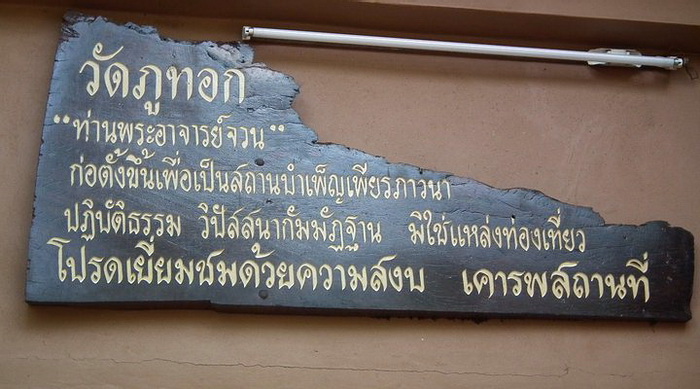 วัดภูทอก
"ท่านพระอาจารย์จวน"
ก่อตั้งขึ้นเพื่อเป็นสถานบำเพ็ญเพียรภาวนา
ปฏิบัติธรรม วิปัสสนากัมมัฏฐาน มิใช่แหล่งท่องเที่ยว
โปรดเยี่ยมชมด้วยความสงบ เคารพสถานที่